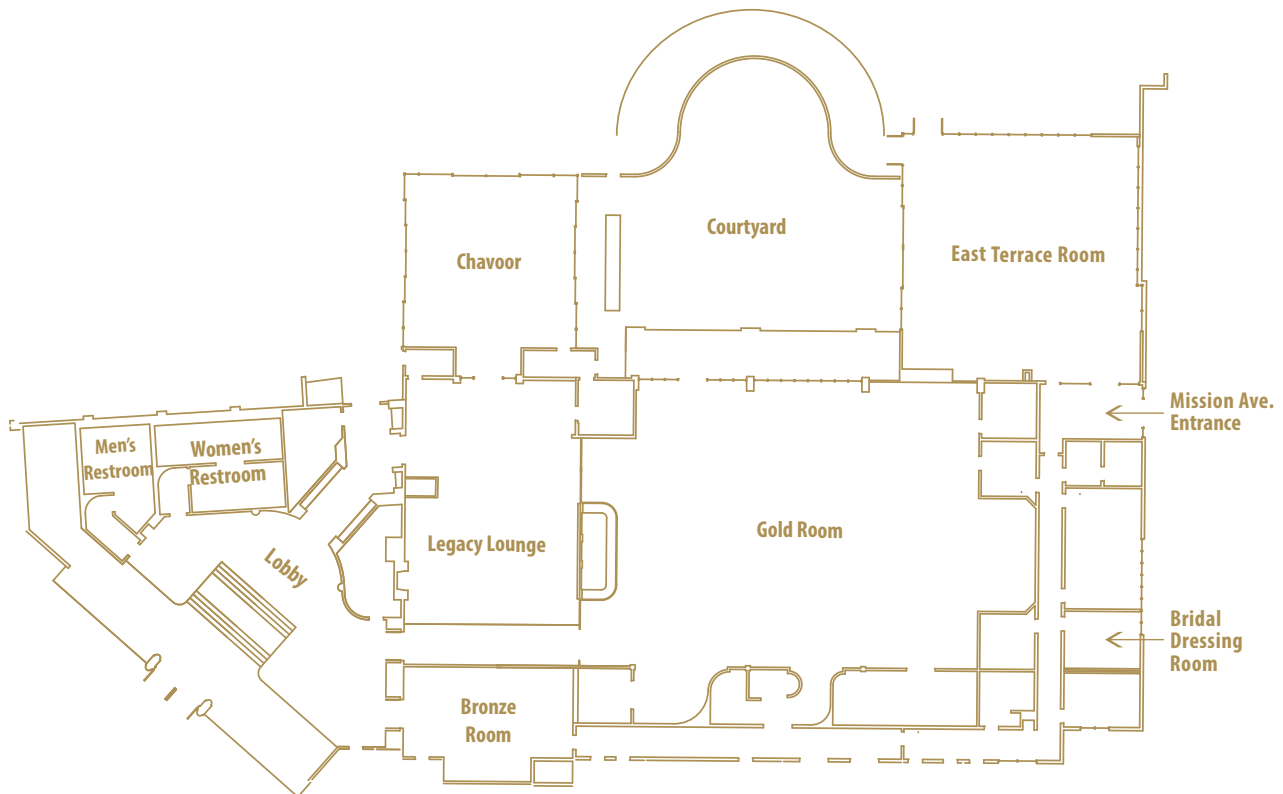 Courtyard
East Terrace Room
Chavoor
Mission Ave.
Entrance
Men's
Restroom
Women's
Restroom
Gold Room
Legacy Lounge
Lobby
Bridal
Dressing
Room
Bronze
Room